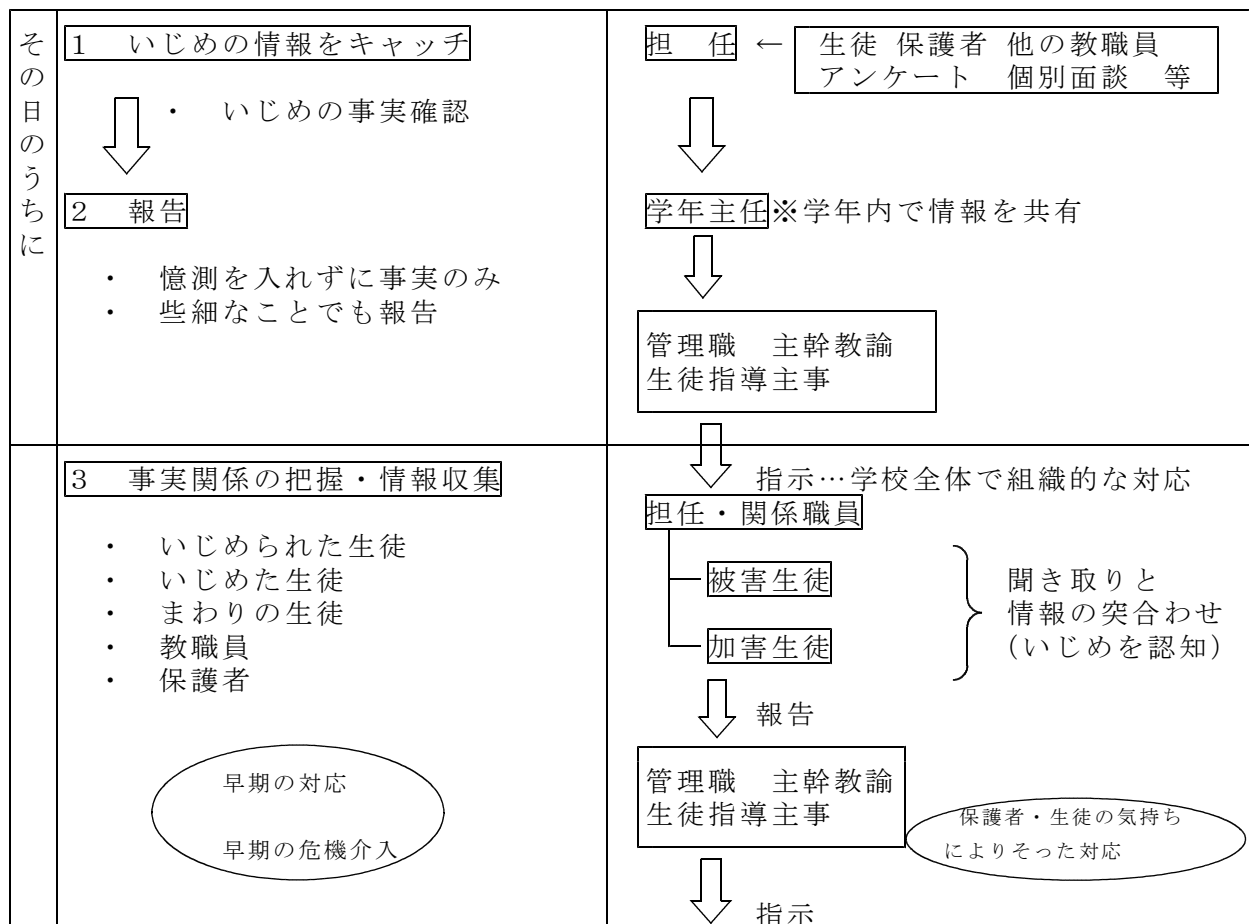 その日のうちに
1　いじめの情報をキャッチ
・　いじめの事実確認
2　報告
・　憶測を入れずに事実のみ
・　些細なことでも報告
担　任 ← 生徒 保護者 他の教職員
アンケート　個別面談　等
学年主任※学年内で情報を共有
管理職　主幹教諭
生徒指導主事
3　事実関係の把握・情報収集
・　いじめられた生徒
・　いじめた生徒
・　まわりの生徒
・　教職員
・　保護者
早期の対応
早期の危機介入
指示…学校全体で組織的な対応
担任・関係職員
被害生徒
加害生徒
聞き取りと
情報の突合わせ
(いじめを認知)
報告
管理職　主幹教諭
生徒指導主事
保護者・生徒の気持ち
によりそった対応
指示